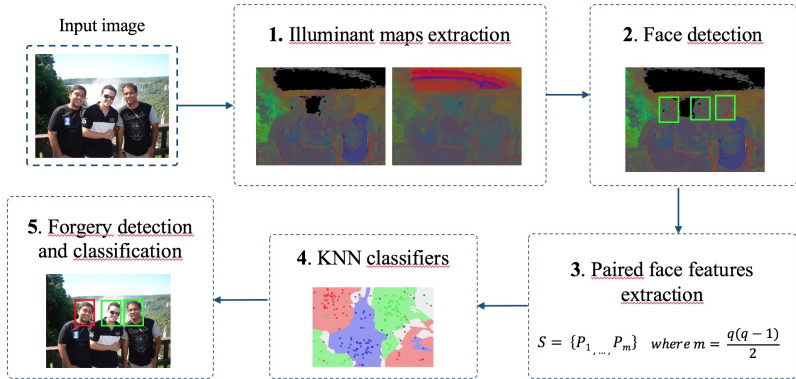 Input image
1. Illuminant maps extraction
2. Face detection
3. Paired face features
extraction
S = {P₁ ,..., Pₘ} where m = q(q − 1)
2
4. KNN classifiers
5. Forgery detection
and classification